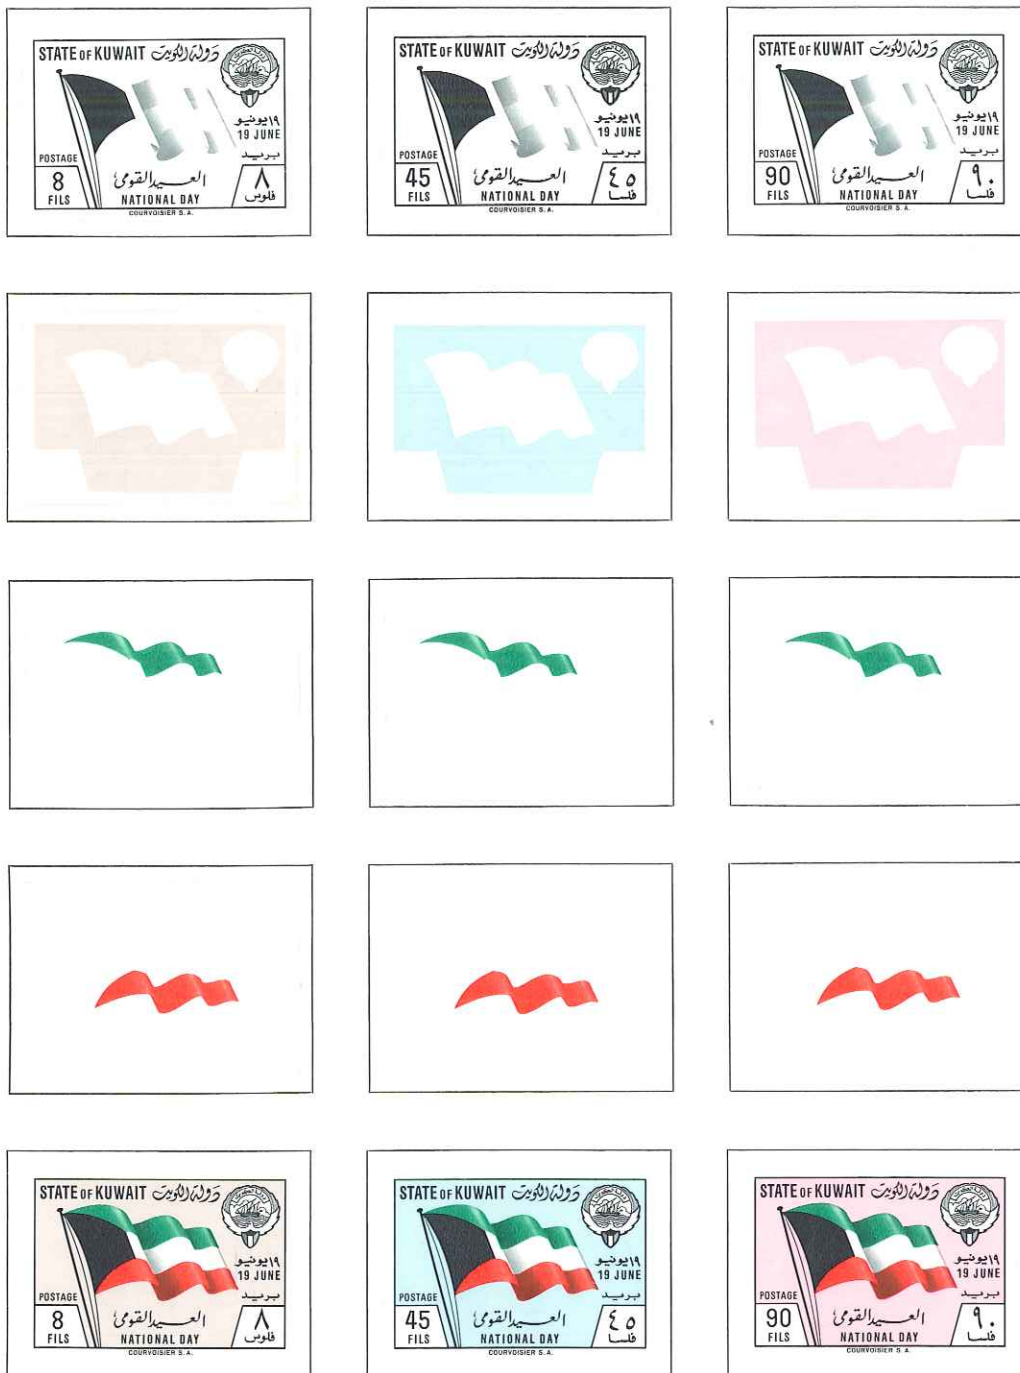 STATE OF KUWAIT دولة الكويت
١٩ يونيو
19 JUNE
POSTAGE بريد
8 العيد القومى ٨
FILS NATIONAL DAY فلوس
COURVOISIER S. A.
STATE OF KUWAIT دولة الكويت
١٩ يونيو
19 JUNE
POSTAGE بريد
45 العيد القومى ٤٥
FILS NATIONAL DAY فلسا
COURVOISIER S. A.
STATE OF KUWAIT دولة الكويت
١٩ يونيو
19 JUNE
POSTAGE بريد
90 العيد القومى ٩٠
FILS NATIONAL DAY فلسا
COURVOISIER S. A.
STATE OF KUWAIT دولة الكويت
١٩ يونيو
19 JUNE
POSTAGE بريد
8 العيد القومى ٨
FILS NATIONAL DAY فلوس
COURVOISIER S. A.
STATE OF KUWAIT دولة الكويت
١٩ يونيو
19 JUNE
POSTAGE بريد
45 العيد القومى ٤٥
FILS NATIONAL DAY فلسا
COURVOISIER S. A.
STATE OF KUWAIT دولة الكويت
١٩ يونيو
19 JUNE
POSTAGE بريد
90 العيد القومى ٩٠
FILS NATIONAL DAY فلسا
COURVOISIER S. A.